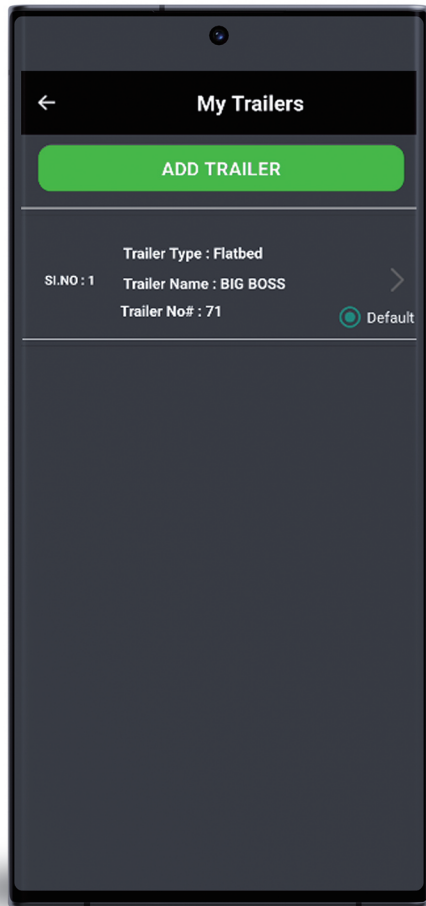 My Trailers
ADD TRAILER
Trailer Type : Flatbed
SI.NO : 1
Trailer Name : BIG BOSS
Trailer No# : 71
Default